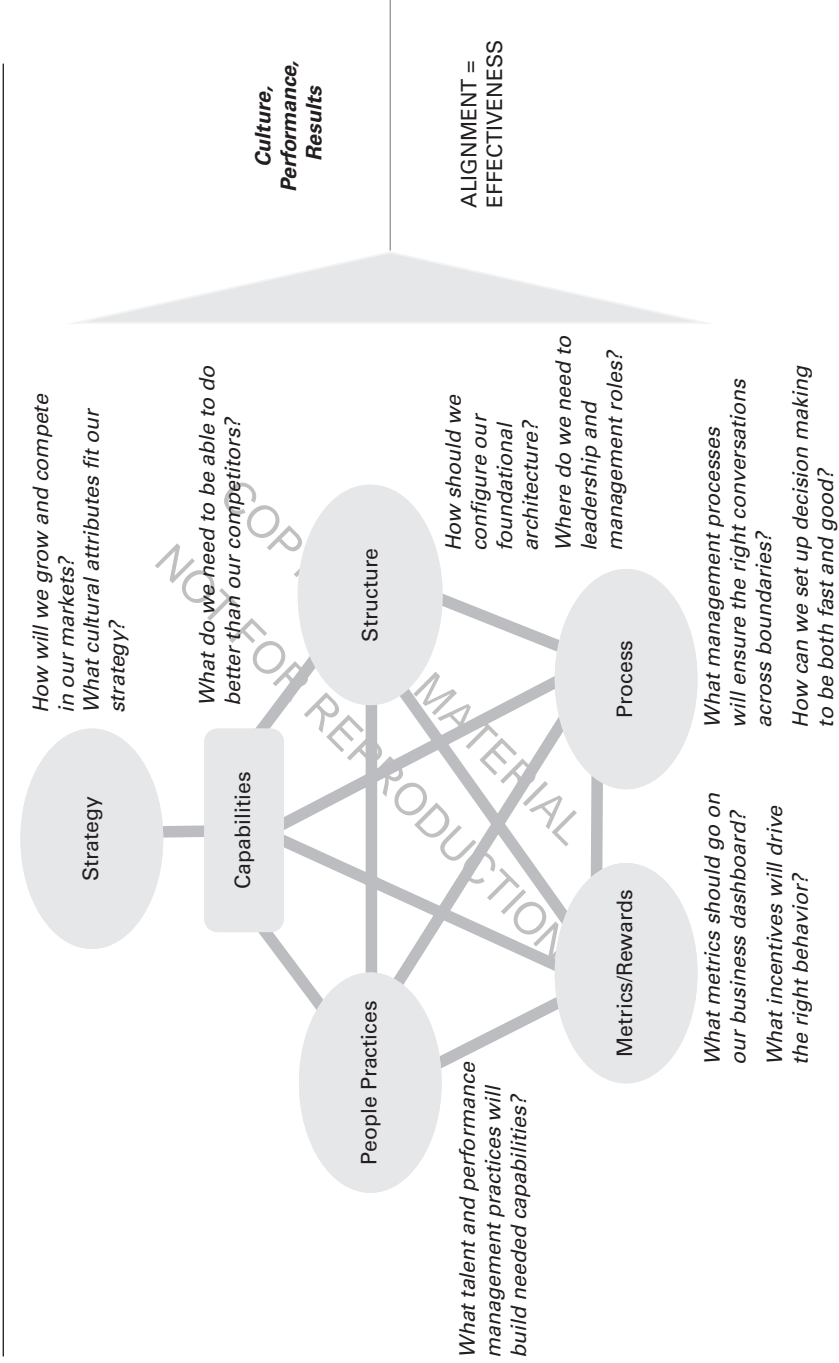 Strategy
How will we grow and compete
in our markets?
What cultural attributes fit our
strategy?
Capabilities
What do we need to be able to do
better than our competitors?
People Practices
What talent and performance
management practices will
build needed capabilities?
Structure
How should we
configure our
foundational
architecture?
Where do we need to
leadership and
management roles?
Metrics/Rewards
What metrics should go on
our business dashboard?
What incentives will drive
the right behavior?
Process
What management processes
will ensure the right conversations
across boundaries?
How can we set up decision making
to be both fast and good?
Culture,
Performance,
Results
ALIGNMENT =
EFFECTIVENESS
MATERIAL
NOT FOR REPRODUCTION